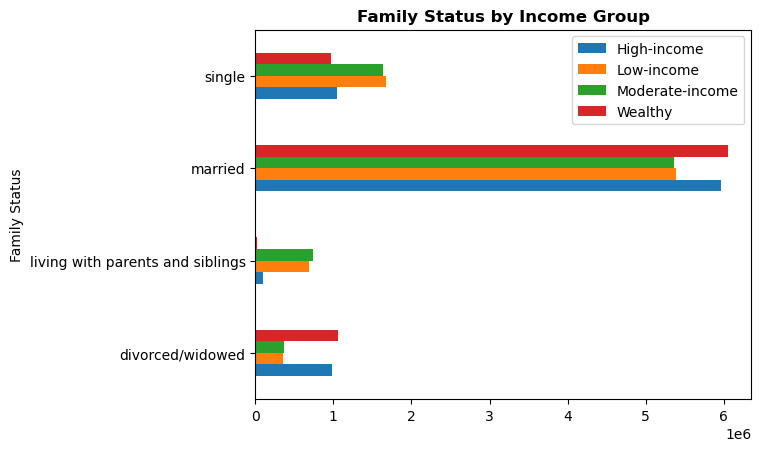 Family Status by Income Group
High-income
Low-income
Moderate-income
Wealthy
single
married
living with parents and siblings
divorced/widowed
Family Status
0 1 2 3 4 5 6
1e6